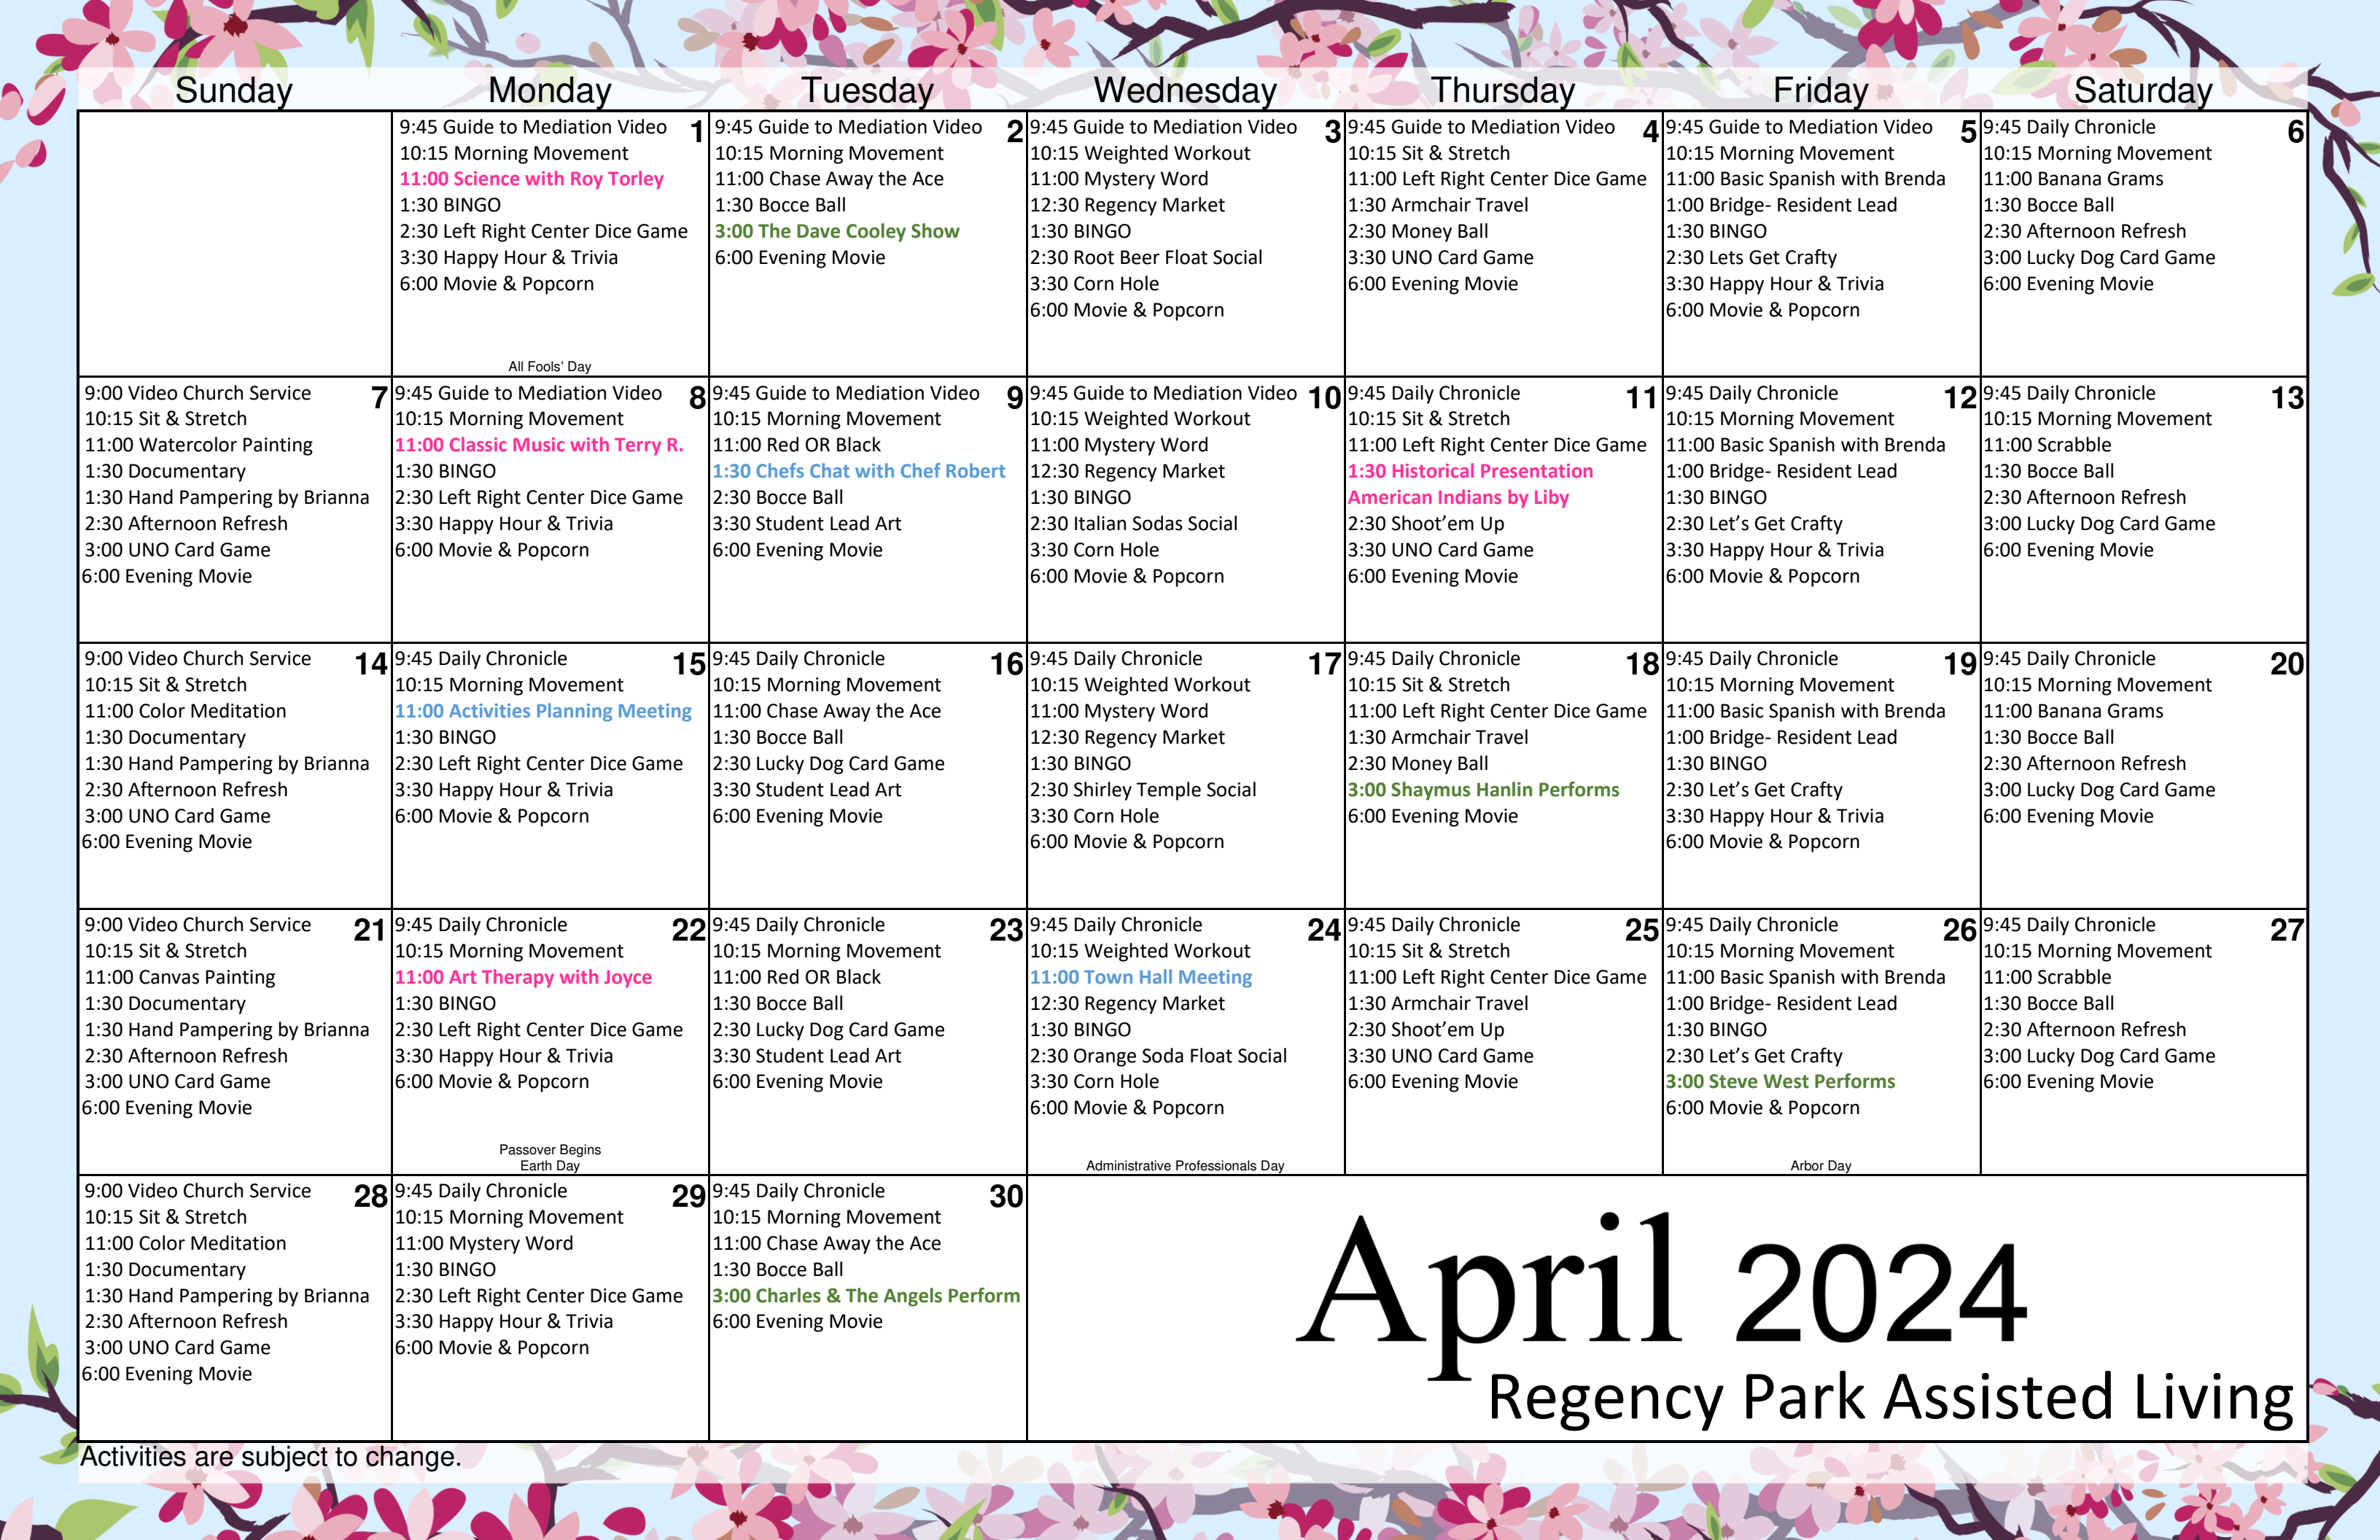 Sunday
Monday
Tuesday
Wednesday
Thursday
Friday
Saturday
1
9:45 Guide to Mediation Video
10:15 Morning Movement
11:00 Science with Roy Torley
1:30 BINGO
2:30 Left Right Center Dice Game
3:30 Happy Hour & Trivia
6:00 Movie & Popcorn
All Fools' Day
2
9:45 Guide to Mediation Video
10:15 Morning Movement
11:00 Chase Away the Ace
1:30 Bocce Ball
3:00 The Dave Cooley Show
6:00 Evening Movie
3
9:45 Guide to Mediation Video
10:15 Weighted Workout
11:00 Mystery Word
12:30 Regency Market
1:30 BINGO
2:30 Root Beer Float Social
3:30 Corn Hole
6:00 Movie & Popcorn
4
9:45 Guide to Mediation Video
10:15 Sit & Stretch
11:00 Left Right Center Dice Game
1:30 Armchair Travel
2:30 Money Ball
3:30 UNO Card Game
6:00 Evening Movie
5
9:45 Guide to Mediation Video
10:15 Morning Movement
11:00 Basic Spanish with Brenda
1:00 Bridge- Resident Lead
1:30 BINGO
2:30 Lets Get Crafty
3:30 Happy Hour & Trivia
6:00 Movie & Popcorn
6
9:45 Daily Chronicle
10:15 Morning Movement
11:00 Banana Grams
1:30 Bocce Ball
2:30 Afternoon Refresh
3:00 Lucky Dog Card Game
6:00 Evening Movie
7
9:00 Video Church Service
10:15 Sit & Stretch
11:00 Watercolor Painting
1:30 Documentary
1:30 Hand Pampering by Brianna
2:30 Afternoon Refresh
3:00 UNO Card Game
6:00 Evening Movie
8
9:45 Guide to Mediation Video
10:15 Morning Movement
11:00 Classic Music with Terry R.
1:30 BINGO
2:30 Left Right Center Dice Game
3:30 Happy Hour & Trivia
6:00 Movie & Popcorn
9
9:45 Guide to Mediation Video
10:15 Morning Movement
11:00 Red OR Black
1:30 Chefs Chat with Chef Robert
2:30 Bocce Ball
3:30 Student Lead Art
6:00 Evening Movie
10
9:45 Guide to Mediation Video
10:15 Weighted Workout
11:00 Mystery Word
12:30 Regency Market
1:30 BINGO
2:30 Italian Sodas Social
3:30 Corn Hole
6:00 Movie & Popcorn
11
9:45 Daily Chronicle
10:15 Sit & Stretch
11:00 Left Right Center Dice Game
1:30 Historical Presentation
American Indians by Liby
2:30 Shoot'em Up
3:30 UNO Card Game
6:00 Evening Movie
12
9:45 Daily Chronicle
10:15 Morning Movement
11:00 Basic Spanish with Brenda
1:00 Bridge- Resident Lead
1:30 BINGO
2:30 Let's Get Crafty
3:30 Happy Hour & Trivia
6:00 Movie & Popcorn
13
9:45 Daily Chronicle
10:15 Morning Movement
11:00 Scrabble
1:30 Bocce Ball
2:30 Afternoon Refresh
3:00 Lucky Dog Card Game
6:00 Evening Movie
14
9:00 Video Church Service
10:15 Sit & Stretch
11:00 Color Meditation
1:30 Documentary
1:30 Hand Pampering by Brianna
2:30 Afternoon Refresh
3:00 UNO Card Game
6:00 Evening Movie
15
9:45 Daily Chronicle
10:15 Morning Movement
11:00 Activities Planning Meeting
1:30 BINGO
2:30 Left Right Center Dice Game
3:30 Happy Hour & Trivia
6:00 Movie & Popcorn
16
9:45 Daily Chronicle
10:15 Morning Movement
11:00 Chase Away the Ace
1:30 Bocce Ball
2:30 Lucky Dog Card Game
3:30 Student Lead Art
6:00 Evening Movie
17
9:45 Daily Chronicle
10:15 Weighted Workout
11:00 Mystery Word
12:30 Regency Market
1:30 BINGO
2:30 Shirley Temple Social
3:30 Corn Hole
6:00 Movie & Popcorn
18
9:45 Daily Chronicle
10:15 Sit & Stretch
11:00 Left Right Center Dice Game
1:30 Armchair Travel
2:30 Money Ball
3:00 Shaymus Hanlin Performs
6:00 Evening Movie
19
9:45 Daily Chronicle
10:15 Morning Movement
11:00 Basic Spanish with Brenda
1:00 Bridge- Resident Lead
1:30 BINGO
2:30 Let's Get Crafty
3:30 Happy Hour & Trivia
6:00 Movie & Popcorn
20
9:45 Daily Chronicle
10:15 Morning Movement
11:00 Banana Grams
1:30 Bocce Ball
2:30 Afternoon Refresh
3:00 Lucky Dog Card Game
6:00 Evening Movie
21
9:00 Video Church Service
10:15 Sit & Stretch
11:00 Canvas Painting
1:30 Documentary
1:30 Hand Pampering by Brianna
2:30 Afternoon Refresh
3:00 UNO Card Game
6:00 Evening Movie
22
9:45 Daily Chronicle
10:15 Morning Movement
11:00 Art Therapy with Joyce
1:30 BINGO
2:30 Left Right Center Dice Game
3:30 Happy Hour & Trivia
6:00 Movie & Popcorn
Passover Begins
Earth Day
23
9:45 Daily Chronicle
10:15 Morning Movement
11:00 Red OR Black
1:30 Bocce Ball
2:30 Lucky Dog Card Game
3:30 Student Lead Art
6:00 Evening Movie
24
9:45 Daily Chronicle
10:15 Weighted Workout
11:00 Town Hall Meeting
12:30 Regency Market
1:30 BINGO
2:30 Orange Soda Float Social
3:30 Corn Hole
6:00 Movie & Popcorn
Administrative Professionals Day
25
9:45 Daily Chronicle
10:15 Sit & Stretch
11:00 Left Right Center Dice Game
1:30 Armchair Travel
2:30 Shoot'em Up
3:30 UNO Card Game
6:00 Evening Movie
26
9:45 Daily Chronicle
10:15 Morning Movement
11:00 Basic Spanish with Brenda
1:00 Bridge- Resident Lead
1:30 BINGO
2:30 Let's Get Crafty
3:00 Steve West Performs
6:00 Movie & Popcorn
Arbor Day
27
9:45 Daily Chronicle
10:15 Morning Movement
11:00 Scrabble
1:30 Bocce Ball
2:30 Afternoon Refresh
3:00 Lucky Dog Card Game
6:00 Evening Movie
28
9:00 Video Church Service
10:15 Sit & Stretch
11:00 Color Meditation
1:30 Documentary
1:30 Hand Pampering by Brianna
2:30 Afternoon Refresh
3:00 UNO Card Game
6:00 Evening Movie
29
9:45 Daily Chronicle
10:15 Morning Movement
11:00 Mystery Word
1:30 BINGO
2:30 Left Right Center Dice Game
3:30 Happy Hour & Trivia
6:00 Movie & Popcorn
30
9:45 Daily Chronicle
10:15 Morning Movement
11:00 Chase Away the Ace
1:30 Bocce Ball
3:00 Charles & The Angels Perform
6:00 Evening Movie
April 2024
Regency Park Assisted Living
Activities are subject to change.